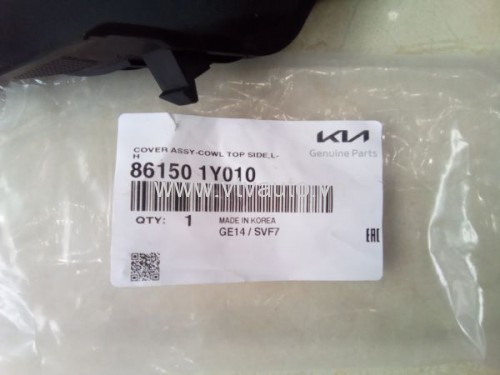 COVER ASSY-COWL TOP SIDE,L-
H
KIA
Genuine Parts
86150 1Y010
QTY: 1
MADE IN KOREA
GE14 / SVF7
EAC